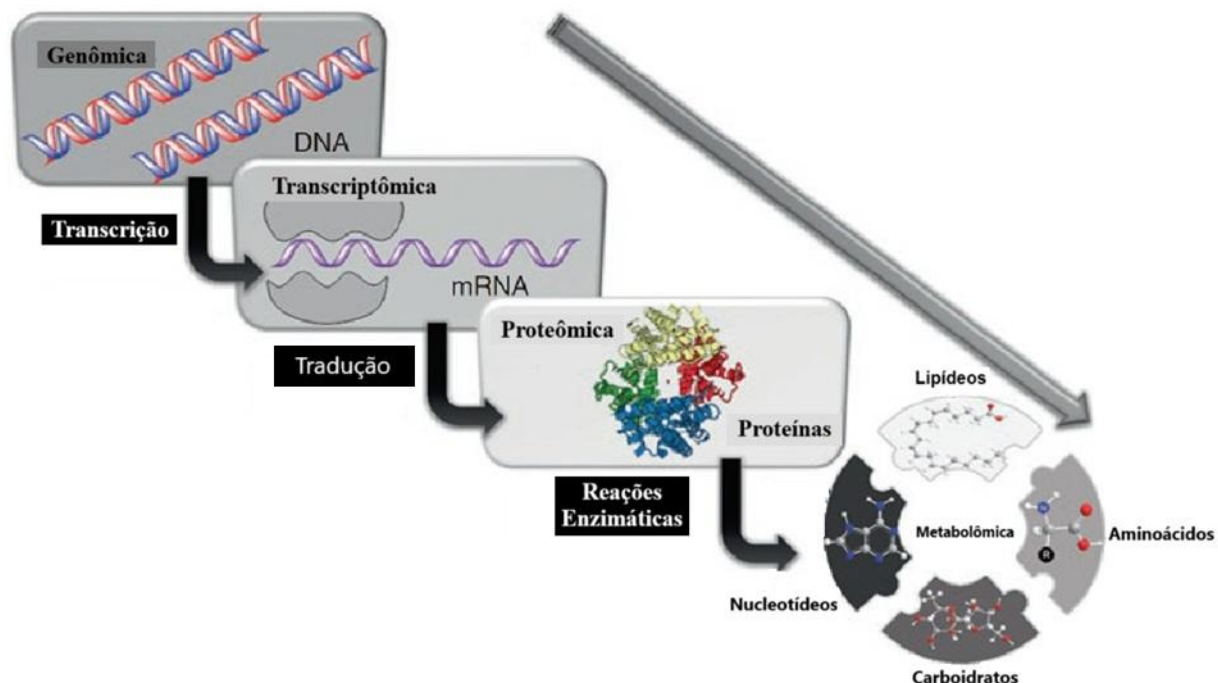 Genômica
DNA
Transcrição
Transcriptômica
mRNA
Tradução
Proteômica
Proteínas
Reações
Enzimáticas
Lipídeos
Metabolômica
Aminoácidos
R
Nucleotídeos
Carboidratos